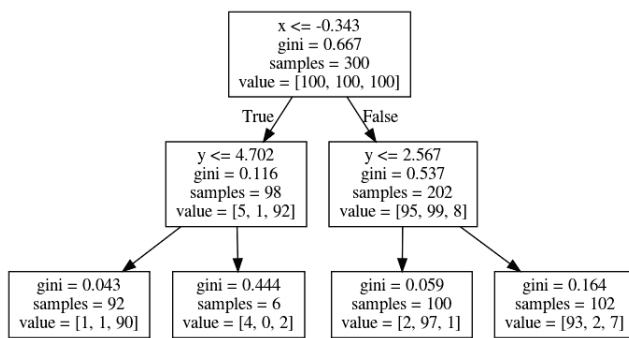 x <= -0.343
gini = 0.667
samples = 300
value = [100, 100, 100]
True
False
y <= 4.702
gini = 0.116
samples = 98
value = [5, 1, 92]
y <= 2.567
gini = 0.537
samples = 202
value = [95, 99, 8]
gini = 0.043
samples = 92
value = [1, 1, 90]
gini = 0.444
samples = 6
value = [4, 0, 2]
gini = 0.059
samples = 100
value = [2, 97, 1]
gini = 0.164
samples = 102
value = [93, 2, 7]